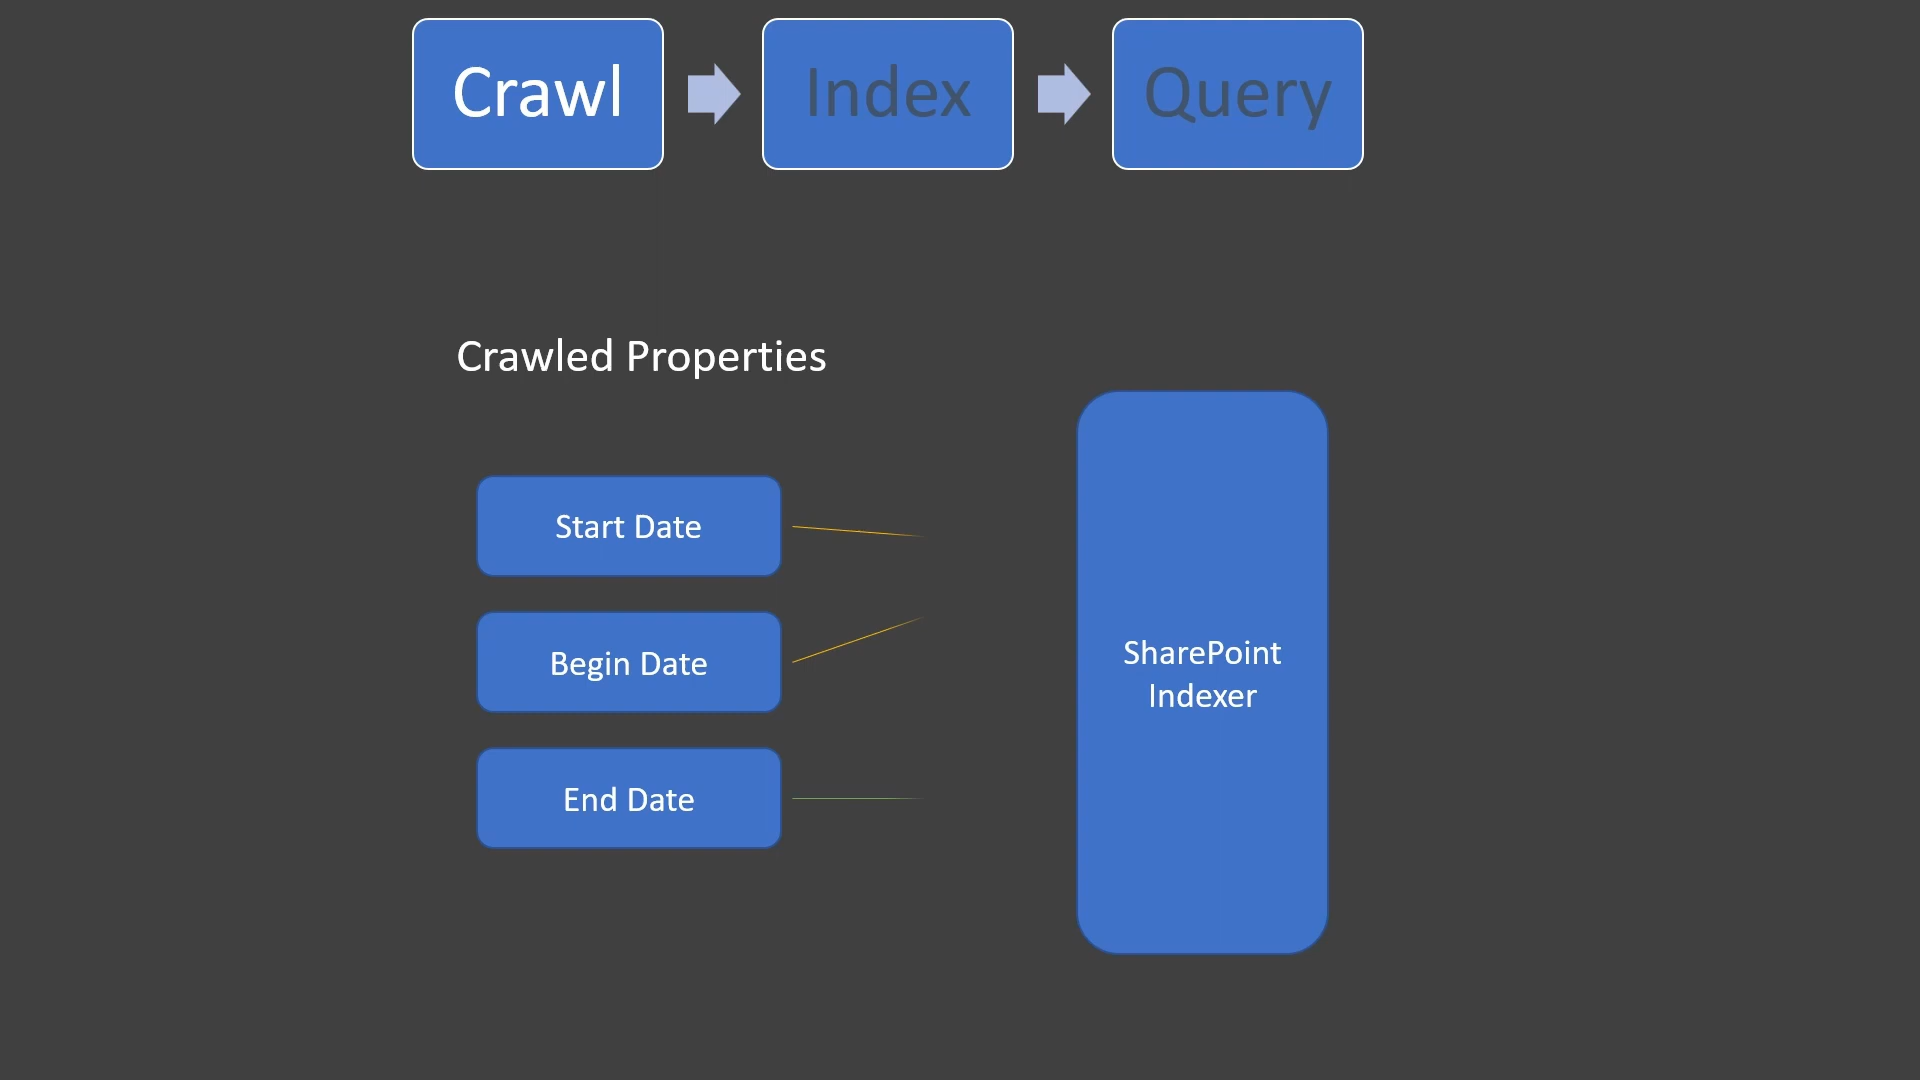 Crawl
Index
Query
Crawled Properties
Start Date
Begin Date
End Date
SharePoint
Indexer